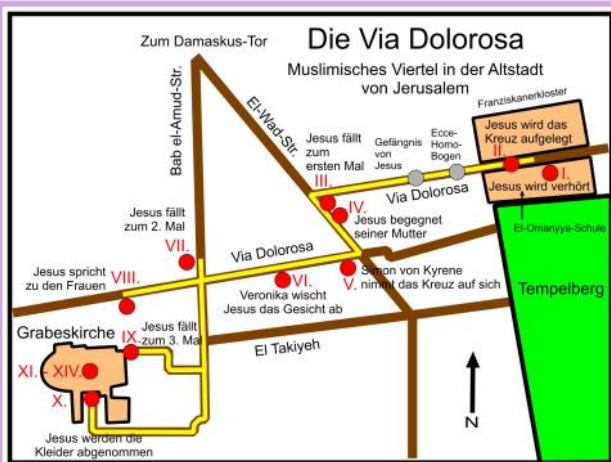 Die Via Dolorosa
Muslimisches Viertel in der Altstadt
von Jerusalem
Zum Damaskus-Tor
Bab el-Amud-Str.
El-Wad-Str.
Franziskanerkloster
Jesus wird das
Kreuz aufgelegt
II.
I.
Jesus wird verhört
El-Omariyya-Schule
Ecce-
Homo-
Bogen
Gefängnis
von
Jesus
Via Dolorosa
Jesus fällt
zum
ersten Mal
III.
IV.
Jesus begegnet
seiner Mutter
Tempelberg
Simon von Kyrene
V. nimmt das Kreuz auf sich
Via Dolorosa
VI.
Veronika wischt
Jesus das Gesicht ab
Jesus fällt
zum 2. Mal
VII.
Jesus spricht
zu den Frauen
VIII.
Grabeskirche
IX.
Jesus fällt
zum 3. Mal
El Takiyeh
XI. - XIV.
X.
Jesus werden die
Kleider abgenommen
N